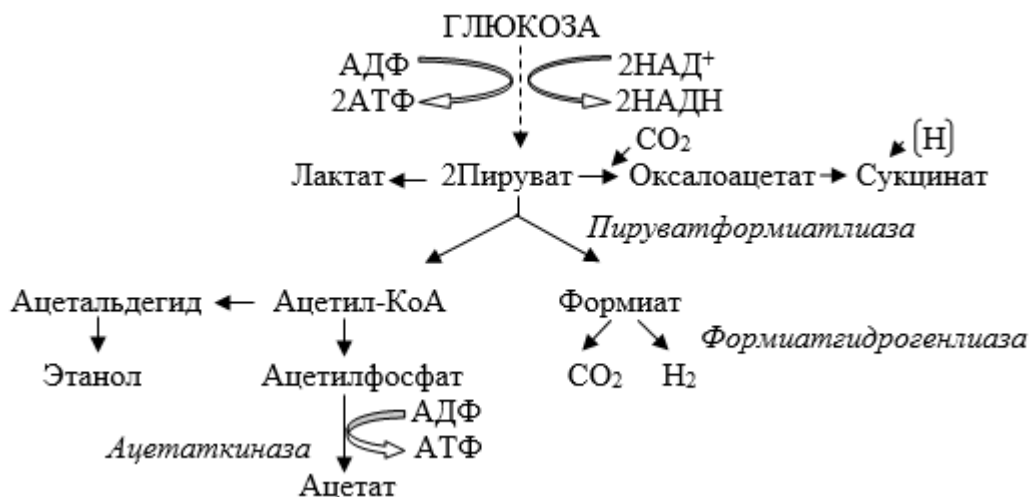 ГЛЮКОЗА
АДФ 2НАД⁺
2АТФ 2НАДН
CO₂ (H)
Лактат 2Пируват Оксалоацетат Сукцинат
Пируватформиатлиаза
Ацетальдегид Ацетил-КоА Формиат
Формиатгидрогенлиаза
Этанол Ацетилфосфат CO₂ H₂
АДФ
Ацетаткиназа АТФ
Ацетат